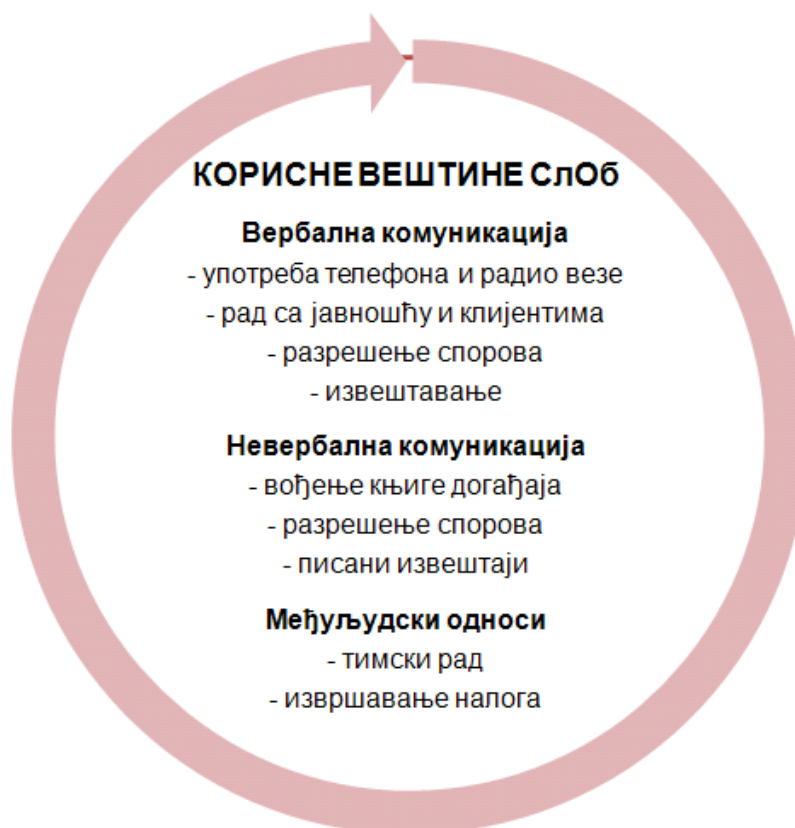 КОРИСНЕ ВЕШТИНЕ СлОб
Вербална комуникација
- употреба телефона и радио везе
- рад са јавношћу и клијентима
- разрешење спорова
- извештавање
Невербална комуникација
- вођење књиге догађаја
- разрешење спорова
- писани извештаји
Међуљудски односи
- тимски рад
- извршавање налога